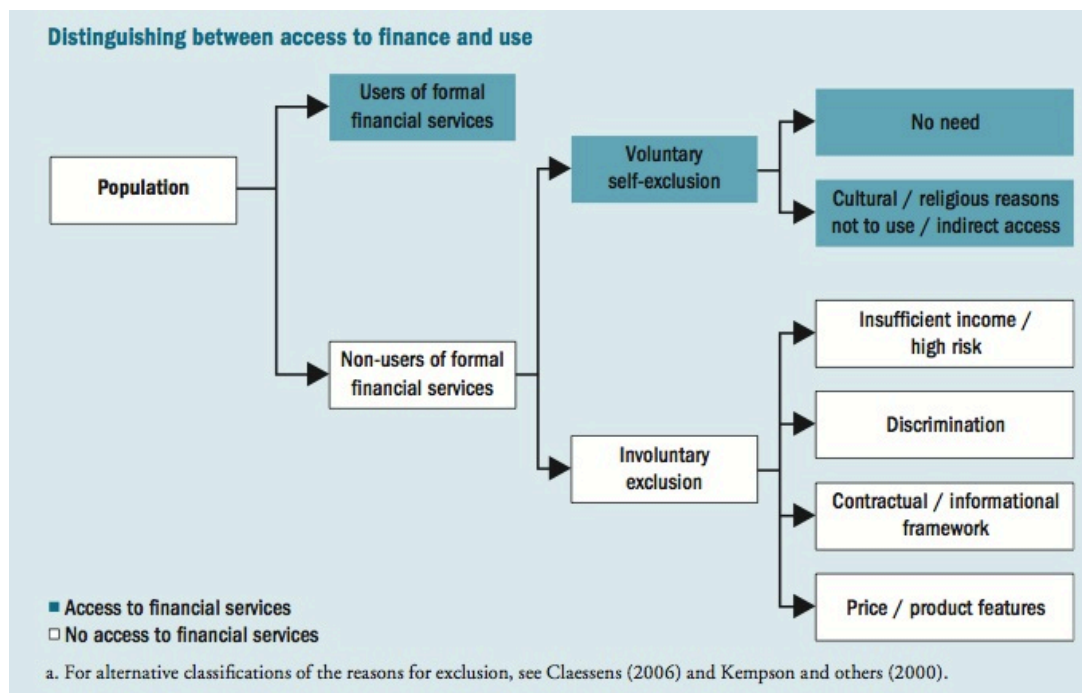 Distinguishing between access to finance and use
Users of formal
financial services
Population
Non-users of formal
financial services
Voluntary
self-exclusion
No need
Cultural / religious reasons
not to use / indirect access
Involuntary
exclusion
Insufficient income /
high risk
Discrimination
Contractual / informational
framework
Price / product features
Access to financial services
No access to financial services
a. For alternative classifications of the reasons for exclusion, see Claessens (2006) and Kempson and others (2000).